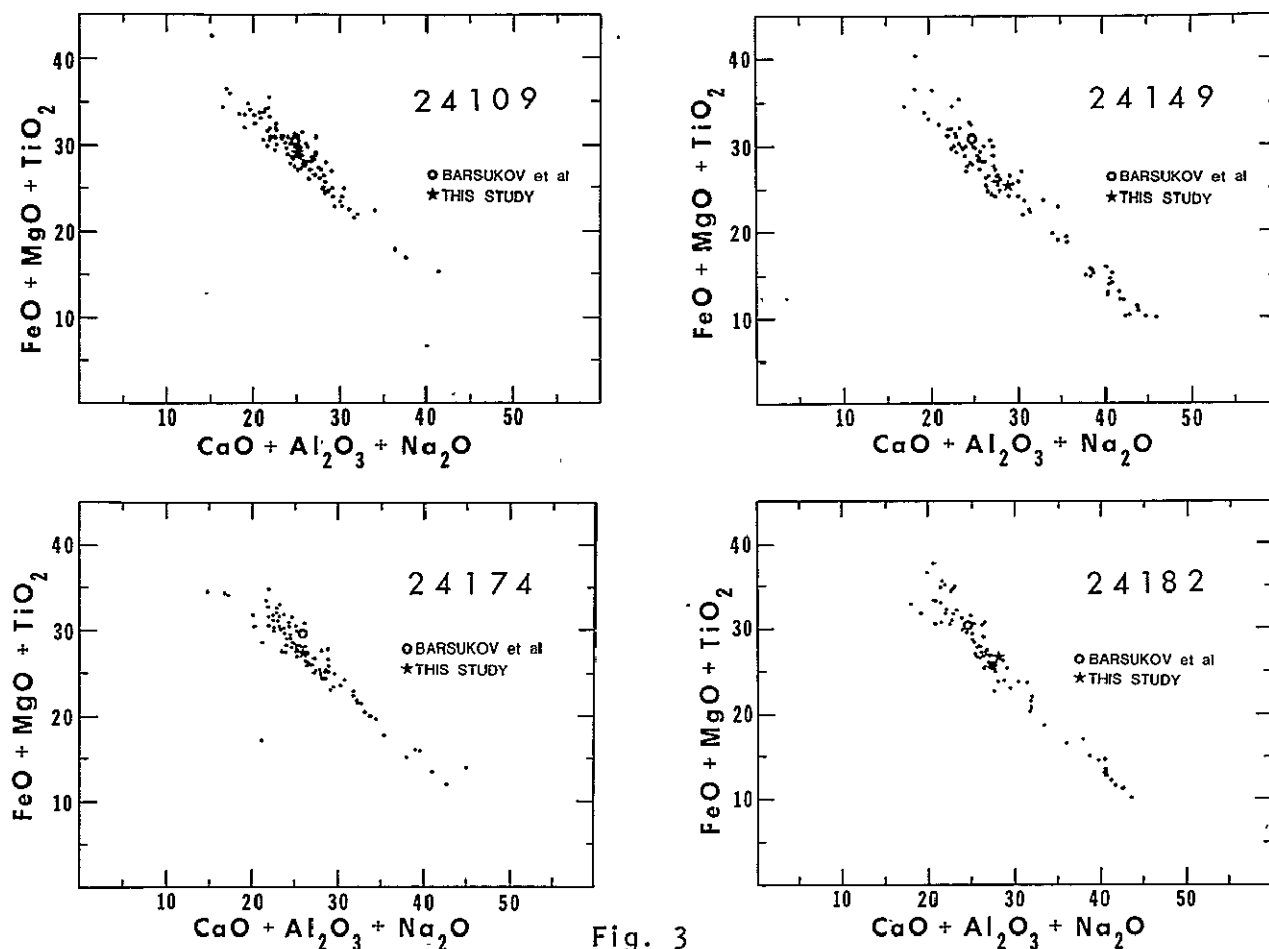 40
30
20
10
FeO + MgO + TiO₂
24109
BARSUKOV et al
THIS STUDY
10 20 30 40 50
CaO + Al₂O₃ + Na₂O
40
30
20
10
FeO + MgO + TiO₂
24149
BARSUKOV et al
THIS STUDY
10 20 30 40 50
CaO + Al₂O₃ + Na₂O
40
30
20
10
FeO + MgO + TiO₂
24174
BARSUKOV et al
THIS STUDY
10 20 30 40 50
CaO + Al₂O₃ + Na₂O
40
30
20
10
FeO + MgO + TiO₂
24182
BARSUKOV et al
THIS STUDY
10 20 30 40 50
CaO + Al₂O₃ + Na₂O
Fig. 3